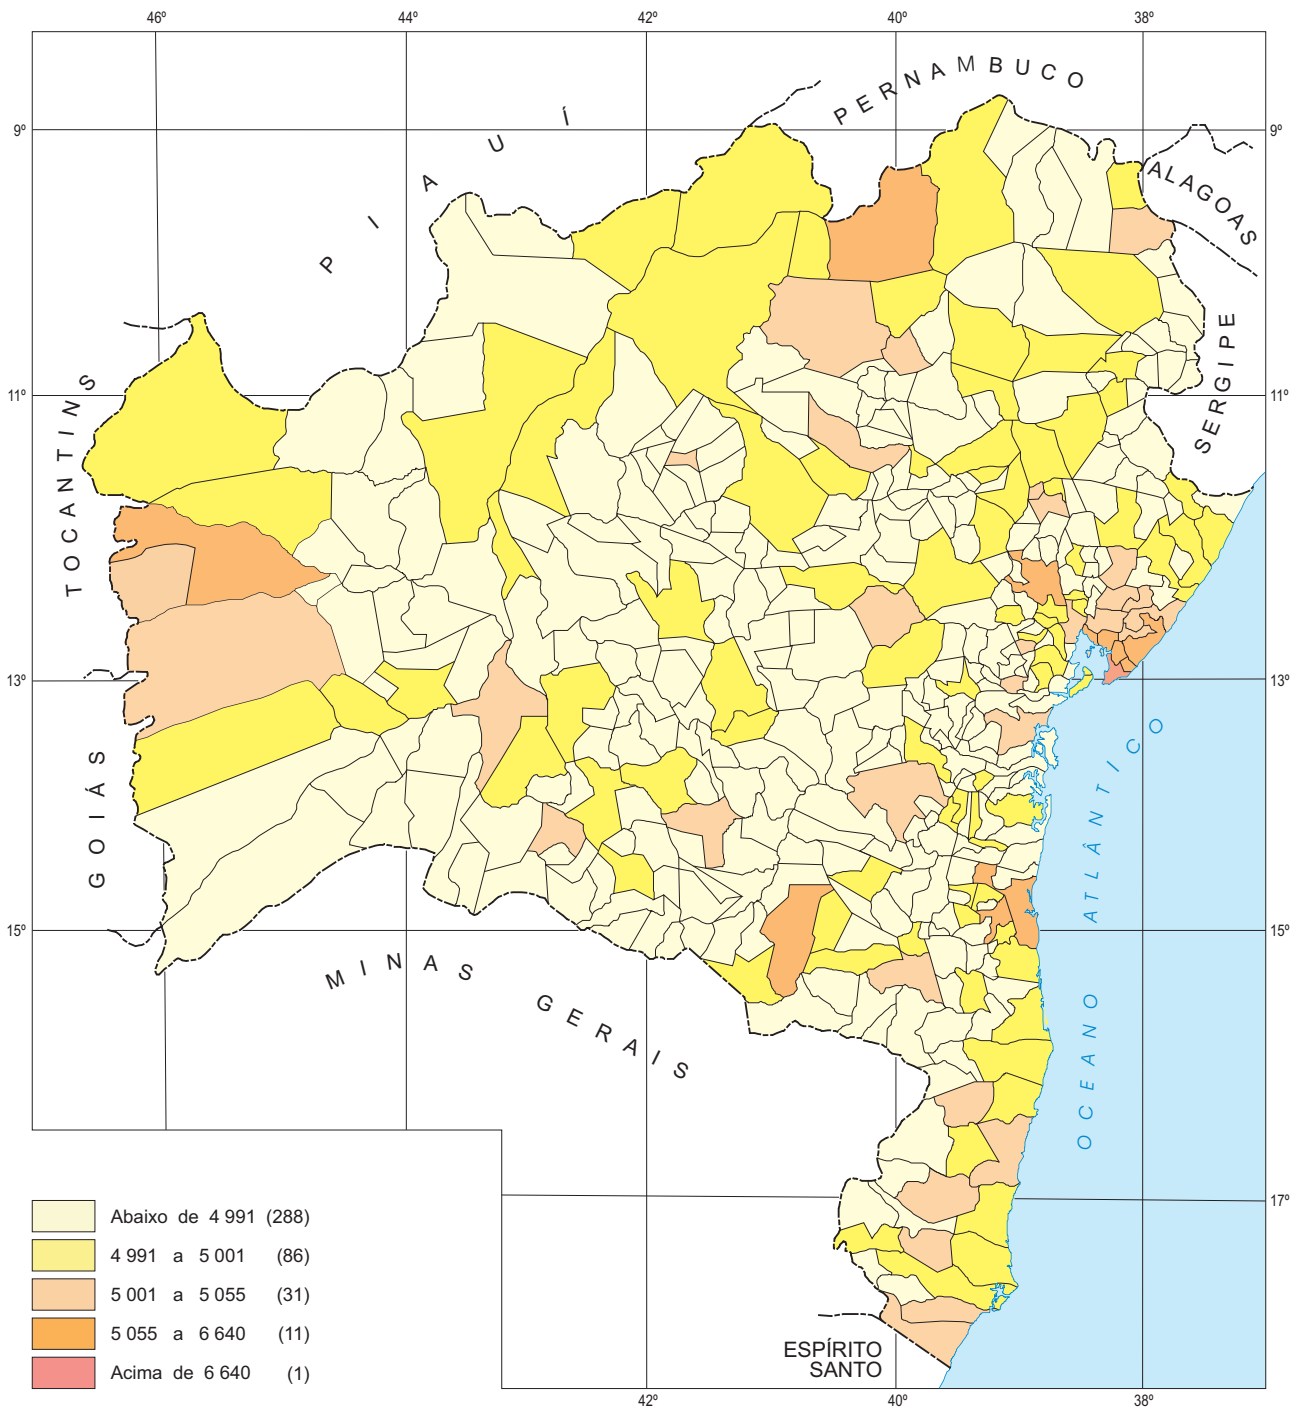 46º 44º 42º 40º 38º
PERNAMBUCO
PIAUÍ
9º 9º
ALAGOAS
SERGIPE
11º 11º
TOCANTINS
13º 13º
GOIÁS
OCEANO ATLÂNTICO
15º 15º
MINAS GERAIS
17º
Abaixo de 4 991 (288)
4 991 a 5 001 (86)
5 001 a 5 055 (31)
5 055 a 6 640 (11)
Acima de 6 640 (1)
ESPÍRITO
SANTO
42º 40º 38º